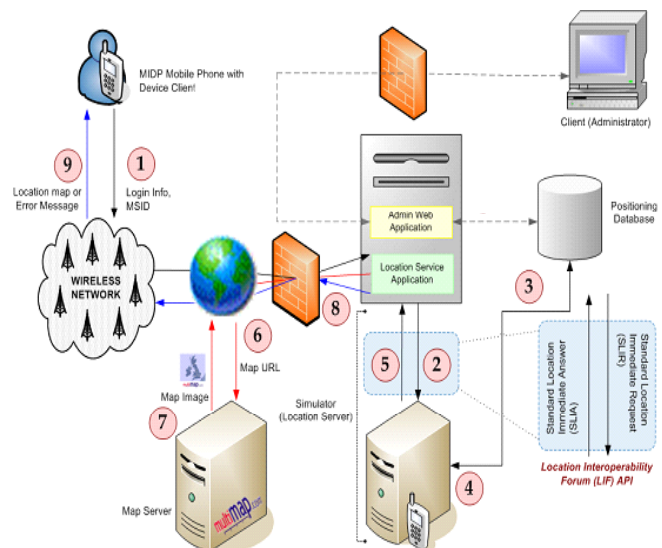 MIDP Mobile Phone with
Device Client
Client (Administrator)
9
1
Location map or
Error Message
Login Info,
MSID
Admin Web
Application
Positioning
Database
WIRELESS
NETWORK
Location Service
Application
3
8
6
Map URL
5
2
multimap.com
Map Image
7
Simulator
(Location Server)
Standard Location
Immediate Answer
(SLIA)
Standard Location
Immediate Request
(SLIR)
4
Location Interoperability
Forum (LIF) API
Map Server
multimap.com